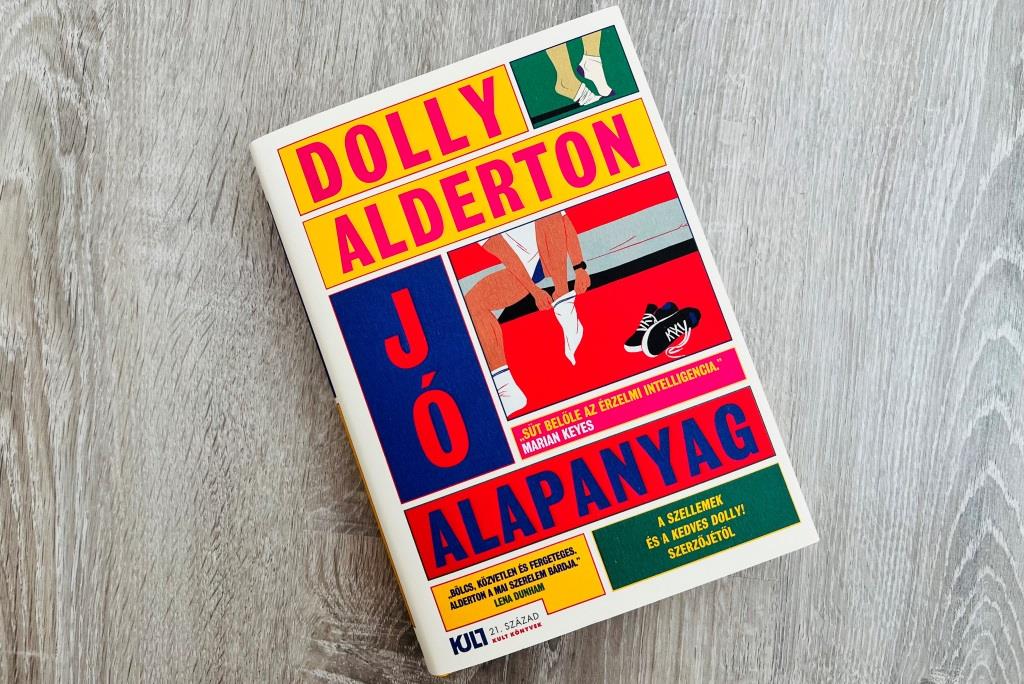 DOLLY
ALDERTON
JÓ
„SÜT BELŐLE AZ ÉRZELMI INTELLIGENCIA."
MARIAN KEYES
ALAPANYAG
A SZELLEMEK
ÉS A KEDVES DOLLY!
SZERZŐJÉTŐL
„BÖLCS, KÖZVETLEN ÉS FERGETEGES.
ALDERTON A MAI SZERELEM BÁRDJA."
LENA DUNHAM
KULT 21. SZÁZAD
KULT KÖNYVEK